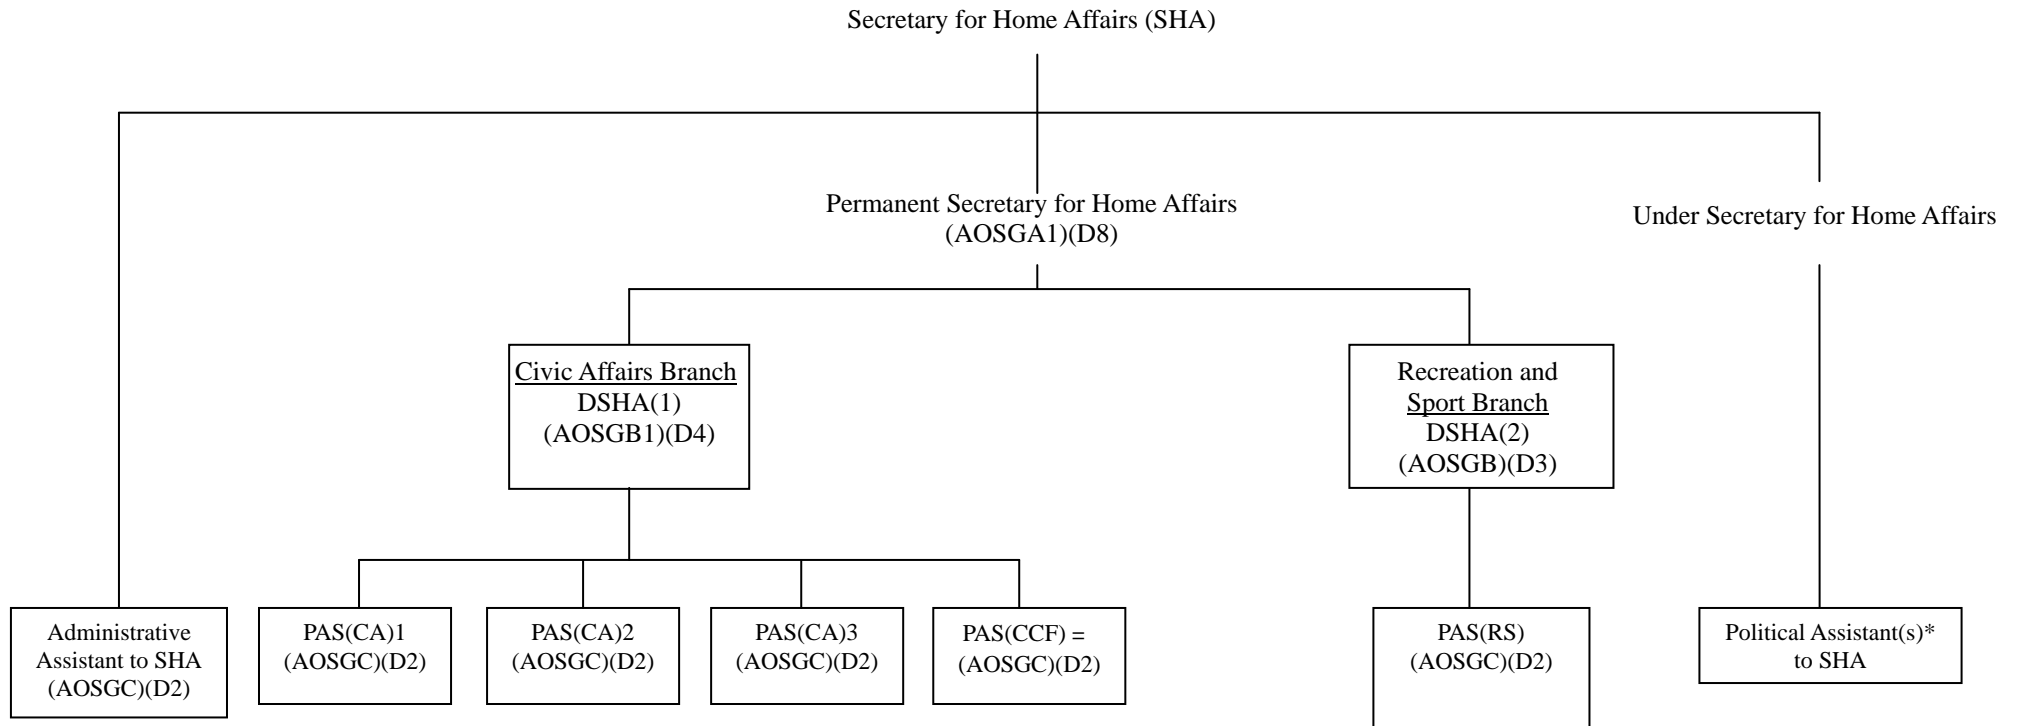 Secretary for Home Affairs (SHA)
Permanent Secretary for Home Affairs
(AOSGA1)(D8)
Under Secretary for Home Affairs
Civic Affairs Branch
DSHA(1)
(AOSGB1)(D4)
Recreation and
Sport Branch
DSHA(2)
(AOSGB)(D3)
Administrative
Assistant to SHA
(AOSGC)(D2)
PAS(CA)1
(AOSGC)(D2)
PAS(CA)2
(AOSGC)(D2)
PAS(CA)3
(AOSGC)(D2)
PAS(CCF) =
(AOSGC)(D2)
PAS(RS)
(AOSGC)(D2)
Political Assistant(s)*
to SHA